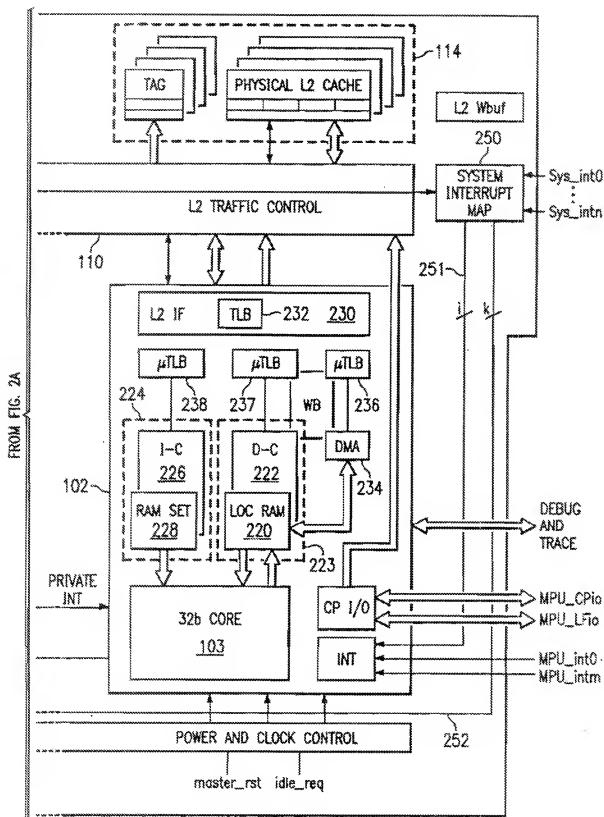 114
TAG
PHYSICAL L2 CACHE
L2 Wbuf
250
SYSTEM
INTERRUPT
MAP
Sys_int0
Sys_intn
L2 TRAFFIC CONTROL
110
251
i
k
L2 IF
TLB
232
230
FROM FIG. 2A
μTLB
μTLB
μTLB
224
238
237
WB
236
I-C
226
D-C
222
DMA
234
102
RAM SET
228
LOC RAM
220
223
DEBUG
AND
TRACE
PRIVATE
INT
32b CORE
103
CP I/O
MPU_CPio
MPU_LFio
INT
MPU_int0
MPU_intm
252
POWER AND CLOCK CONTROL
master_rst
idle_req